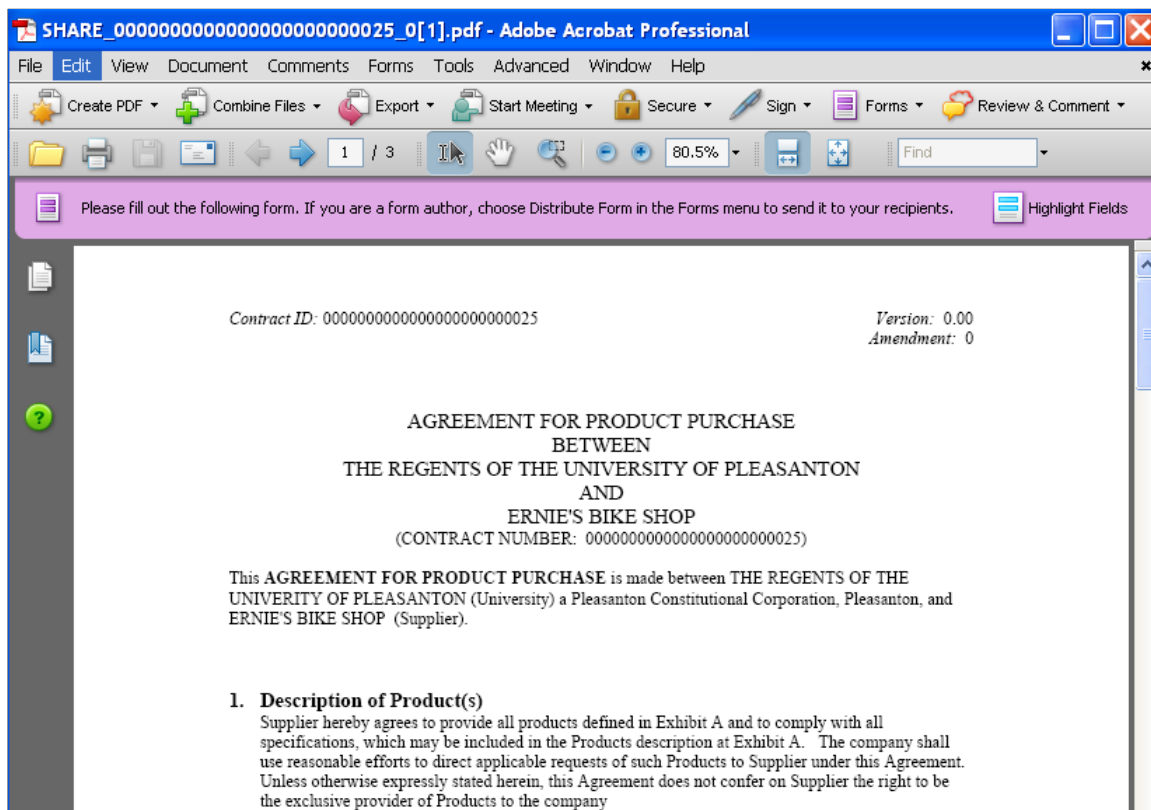 SHARE_0000000000000000000000025_0[1].pdf - Adobe Acrobat Professional
File Edit View Document Comments Forms Tools Advanced Window Help
Create PDF Combine Files Export Start Meeting Secure Sign Forms Review & Comment
1 / 3 80.5% Find
Please fill out the following form. If you are a form author, choose Distribute Form in the Forms menu to send it to your recipients. Highlight Fields
Contract ID: 0000000000000000000000025 Version: 0.00
Amendment: 0
AGREEMENT FOR PRODUCT PURCHASE
BETWEEN
THE REGENTS OF THE UNIVERSITY OF PLEASANTON
AND
ERNIE'S BIKE SHOP
(CONTRACT NUMBER: 0000000000000000000000025)
This AGREEMENT FOR PRODUCT PURCHASE is made between THE REGENTS OF THE
UNIVERITY OF PLEASANTON (University) a Pleasanton Constitutional Corporation, Pleasanton, and
ERNIE'S BIKE SHOP (Supplier).
1. Description of Product(s)
Supplier hereby agrees to provide all products defined in Exhibit A and to comply with all
specifications, which may be included in the Products description at Exhibit A. The company shall
use reasonable efforts to direct applicable requests of such Products to Supplier under this Agreement.
Unless otherwise expressly stated herein, this Agreement does not confer on Supplier the right to be
the exclusive provider of Products to the company